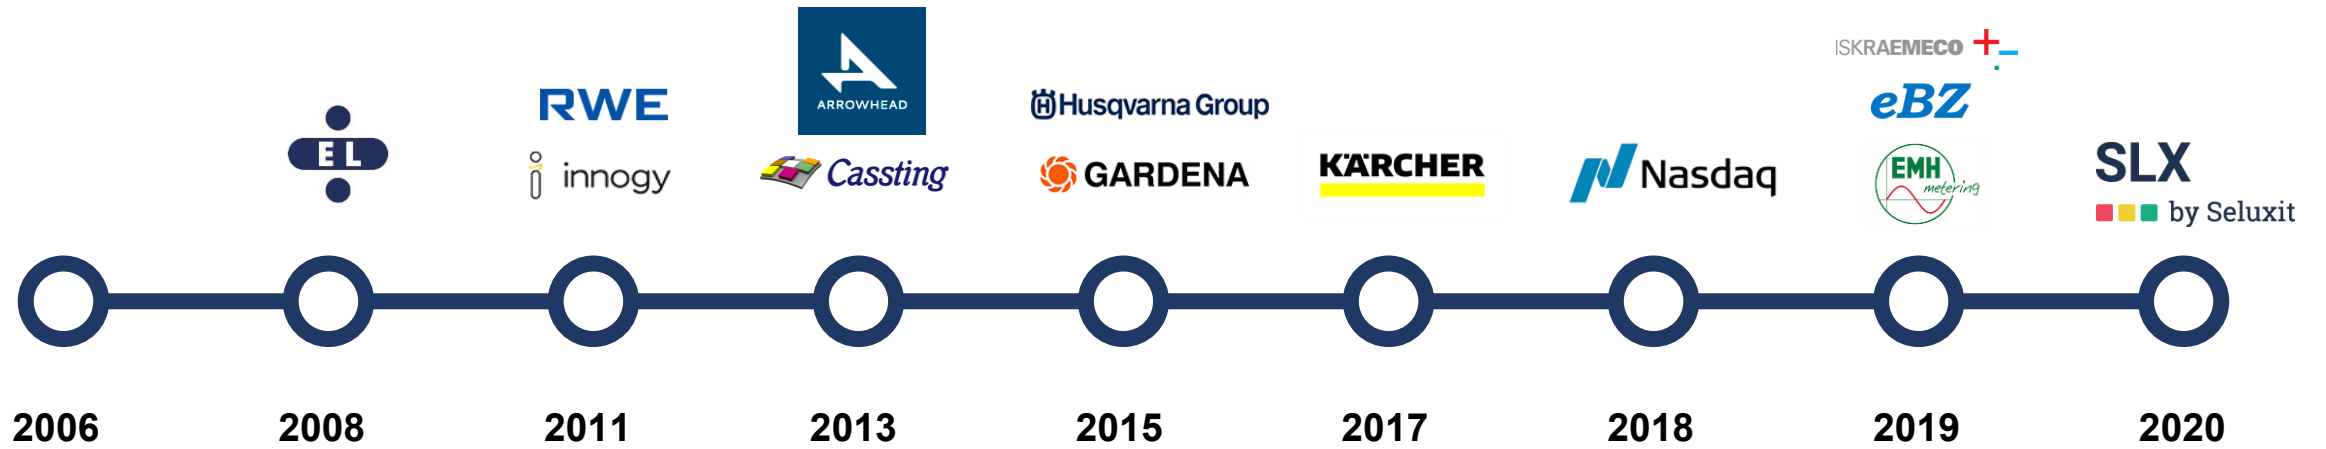 EL
RWE
innogy
ARROWHEAD
Cassting
Husqvarna Group
GARDENA
KÄRCHER
Nasdaq
ISKRAEMECO
eBZ
EMH
metering
SLX
by Seluxit
2006 2008 2011 2013 2015 2017 2018 2019 2020